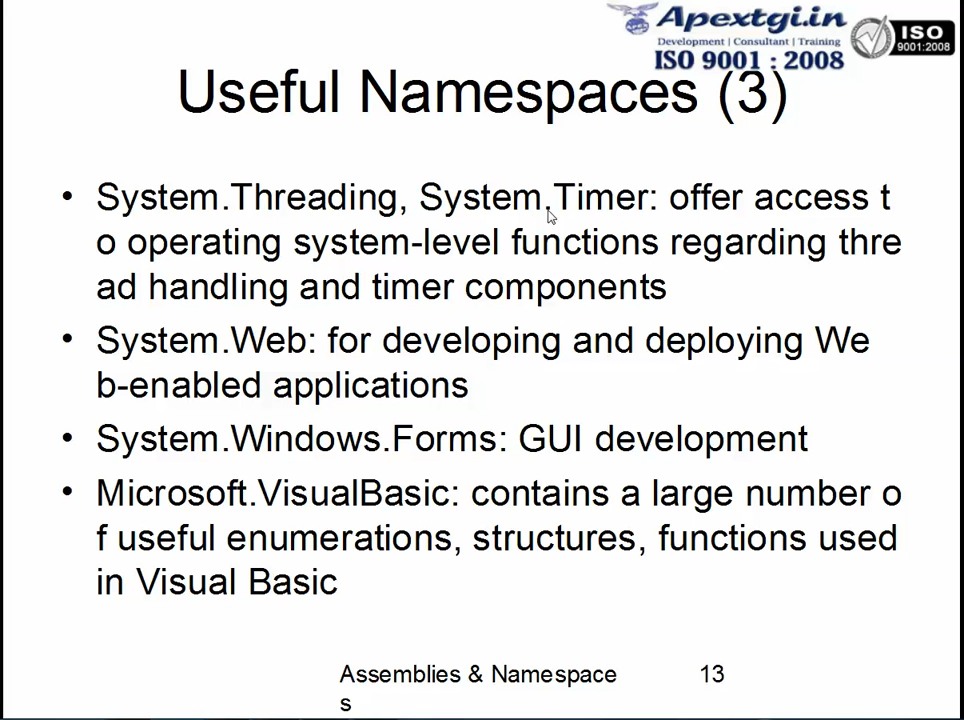 Apextgi.in
Development | Consultant | Training
ISO 9001 : 2008
ISO
9001:2008
Useful Namespaces (3)
• System.Threading, System.Timer: offer access t
o operating system-level functions regarding thre
ad handling and timer components
• System.Web: for developing and deploying We
b-enabled applications
• System.Windows.Forms: GUI development
• Microsoft.VisualBasic: contains a large number o
f useful enumerations, structures, functions used
in Visual Basic
Assemblies & Namespace
s
13